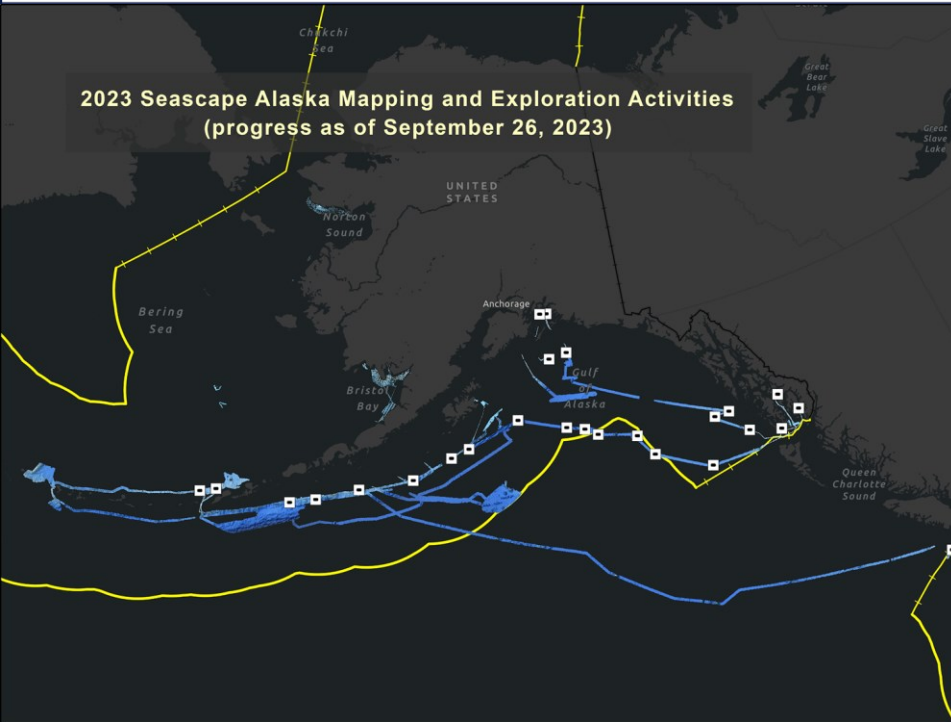 Chukchi
Sea
2023 Seascape Alaska Mapping and Exploration Activities
(progress as of September 26, 2023)
Great
Bear
Lake
Great
Slave
Lake
UNITED
STATES
Norton
Sound
Anchorage
Bering
Sea
Gulf
of
Alaska
Bristol
Bay
Queen
Charlotte
Sound